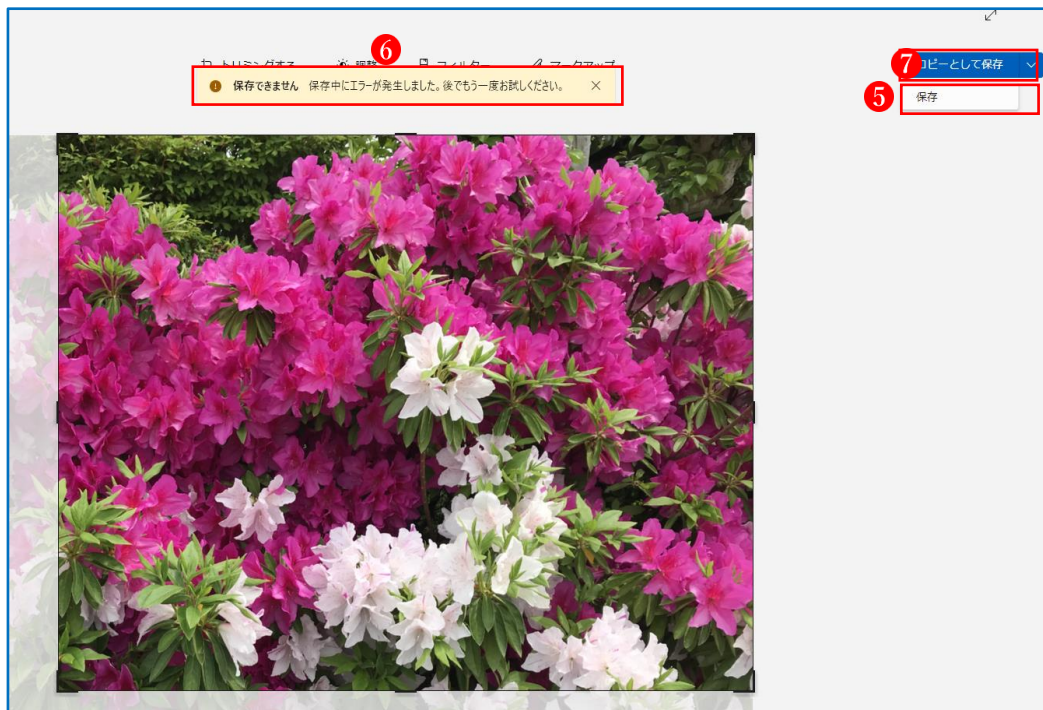 6
トリミングする 調整 フィルター マークアップ
7 コピーとして保存
保存できません 保存中にエラーが発生しました。後でもう一度お試しください。
5 保存